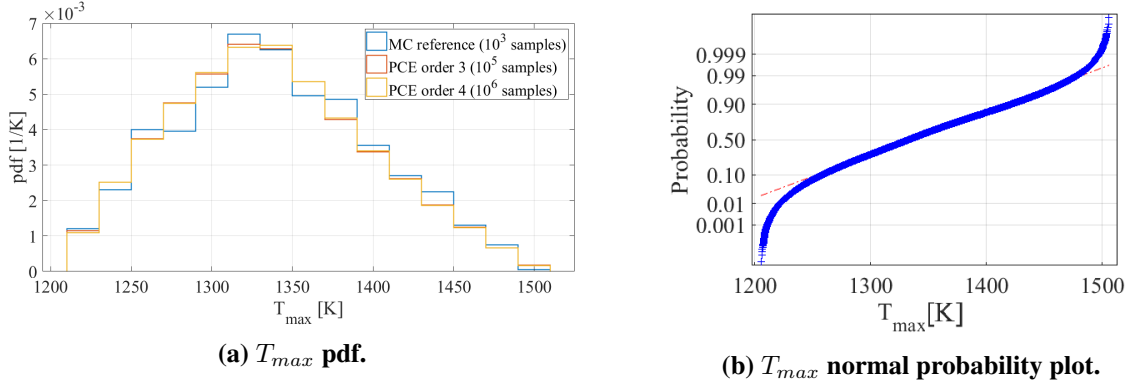 ×10⁻³
7
6
5
4
3
2
1
0
pdf [1/K]
MC reference (10³ samples)
PCE order 3 (10⁵ samples)
PCE order 4 (10⁶ samples)
1200 1250 1300 1350 1400 1450 1500
T_max [K]
(a) T_max pdf.
Probability
0.999
0.99
0.90
0.50
0.10
0.01
0.001
1200 1300 1400 1500
T_max[K]
(b) T_max normal probability plot.